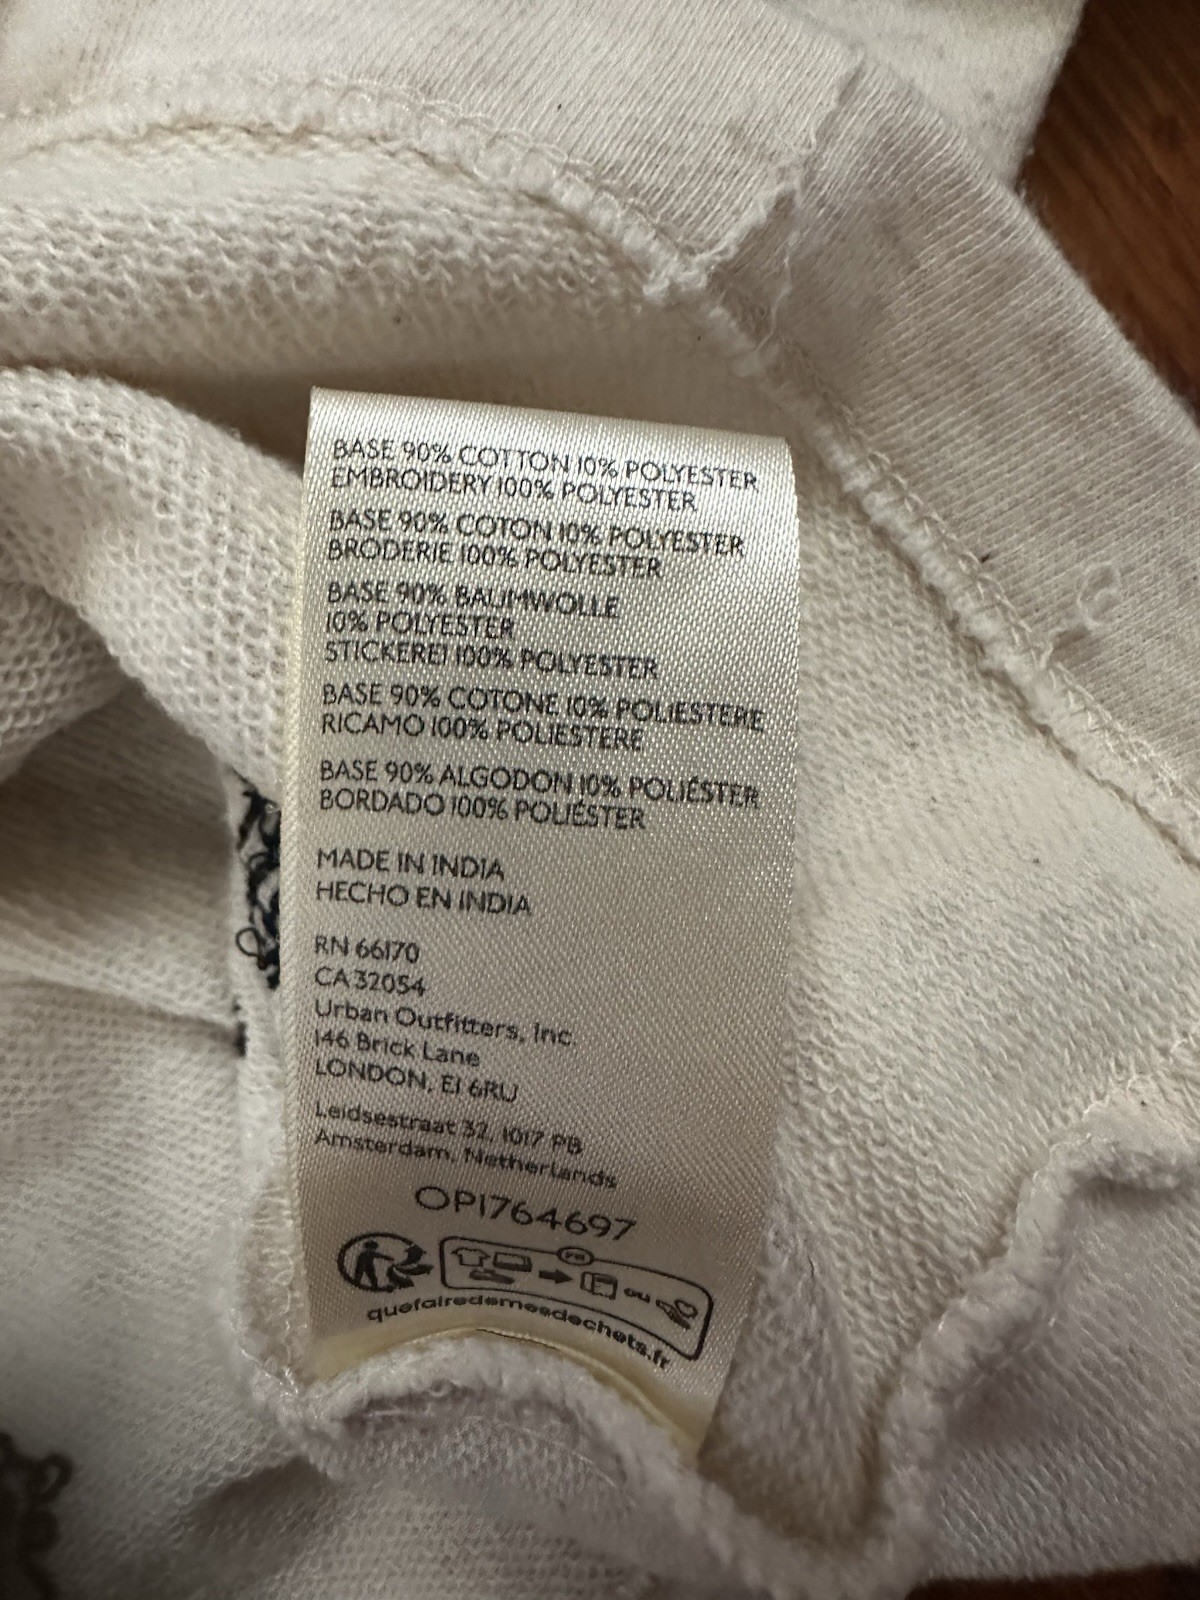 BASE 90% COTTON 10% POLYESTER
EMBROIDERY 100% POLYESTER
BASE 90% COTON 10% POLYESTER
BRODERIE 100% POLYESTER
BASE 90% BAUMWOLLE
10% POLYESTER
STICKEREI 100% POLYESTER
BASE 90% COTONE 10% POLIESTERE
RICAMO 100% POLIESTERE
BASE 90% ALGODON 10% POLIÉSTER
BORDADO 100% POLIÉSTER
MADE IN INDIA
HECHO EN INDIA
RN 66170
CA 32054
Urban Outfitters, Inc.
146 Brick Lane
LONDON, E1 6RU
Leidsestraat 32, 1017 PB
Amsterdam, Netherlands
OP1764697
FR
ou
quefairedemesdechets.fr